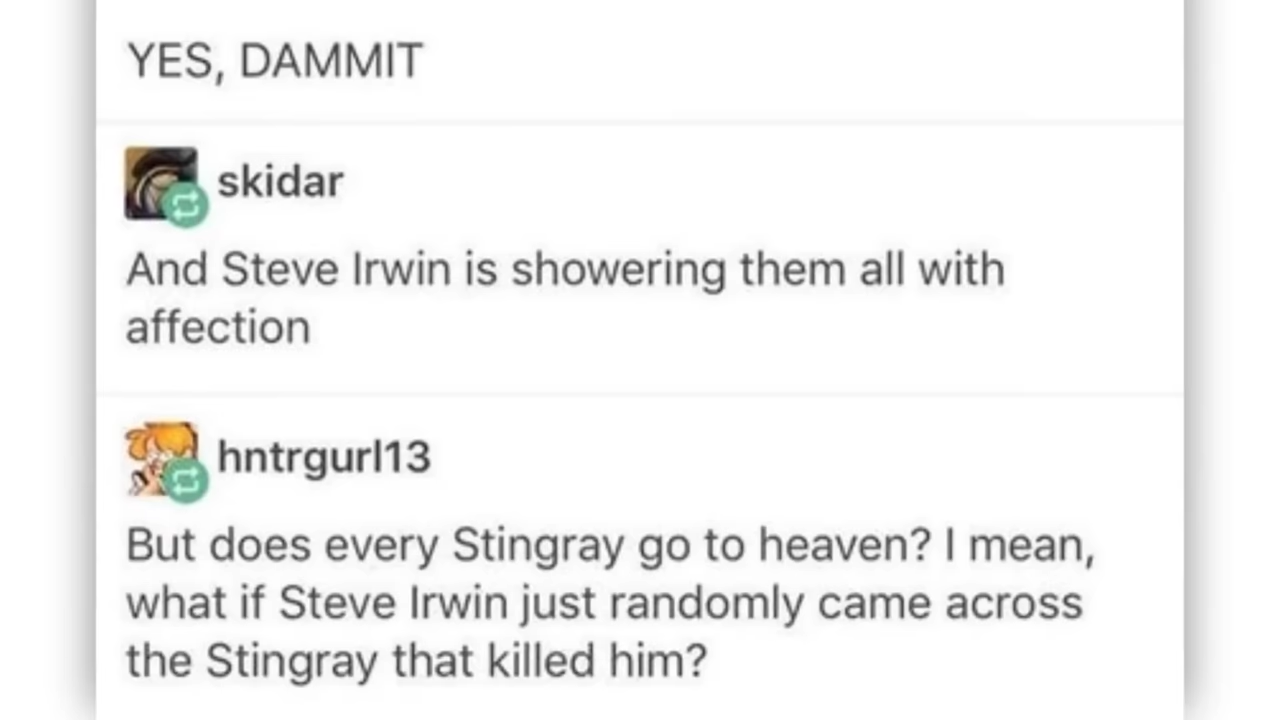 YES, DAMMIT
skidar
And Steve Irwin is showering them all with
affection
hntrgurl13
But does every Stingray go to heaven? I mean,
what if Steve Irwin just randomly came across
the Stingray that killed him?